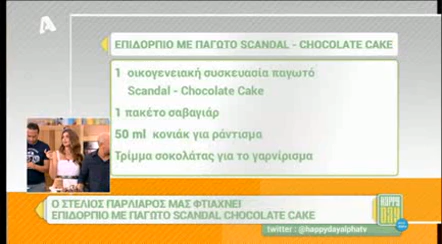 ΕΠΙΔΟΡΠΙΟ ΜΕ ΠΑΓΩΤΟ SCANDAL - CHOCOLATE CAKE
1 οικογενειακή συσκευασία παγωτό
Scandal - Chocolate Cake
1 πακέτο σαβαγιάρ
50 ml κονιάκ για ράντισμα
Τρίμμα σοκολάτας για το γαρνίρισμα
Ο ΣΤΕΛΙΟΣ ΠΑΡΛΙΑΡΟΣ ΜΑΣ ΦΤΙΑΧΝΕΙ
ΕΠΙΔΟΡΠΙΟ ΜΕ ΠΑΓΩΤΟ SCANDAL CHOCOLATE CAKE
HAPPY
DAY
twitter : @happydayalphatv